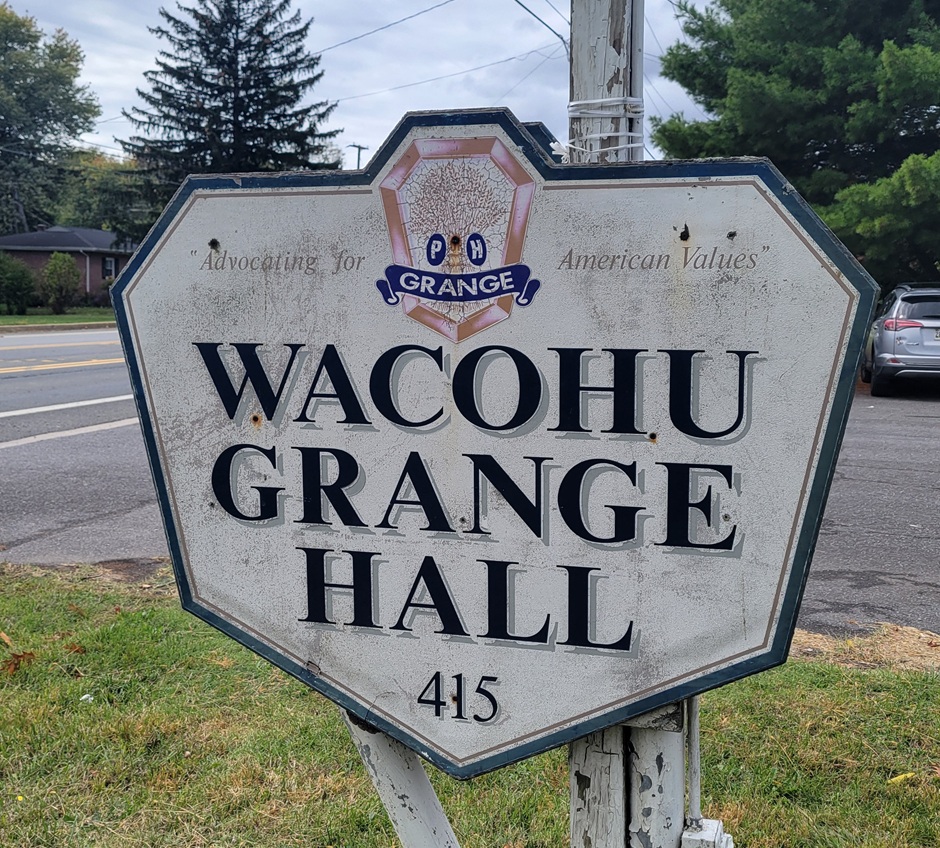 "Advocating for American Values"
P H
GRANGE
WACOHU
GRANGE
HALL
415